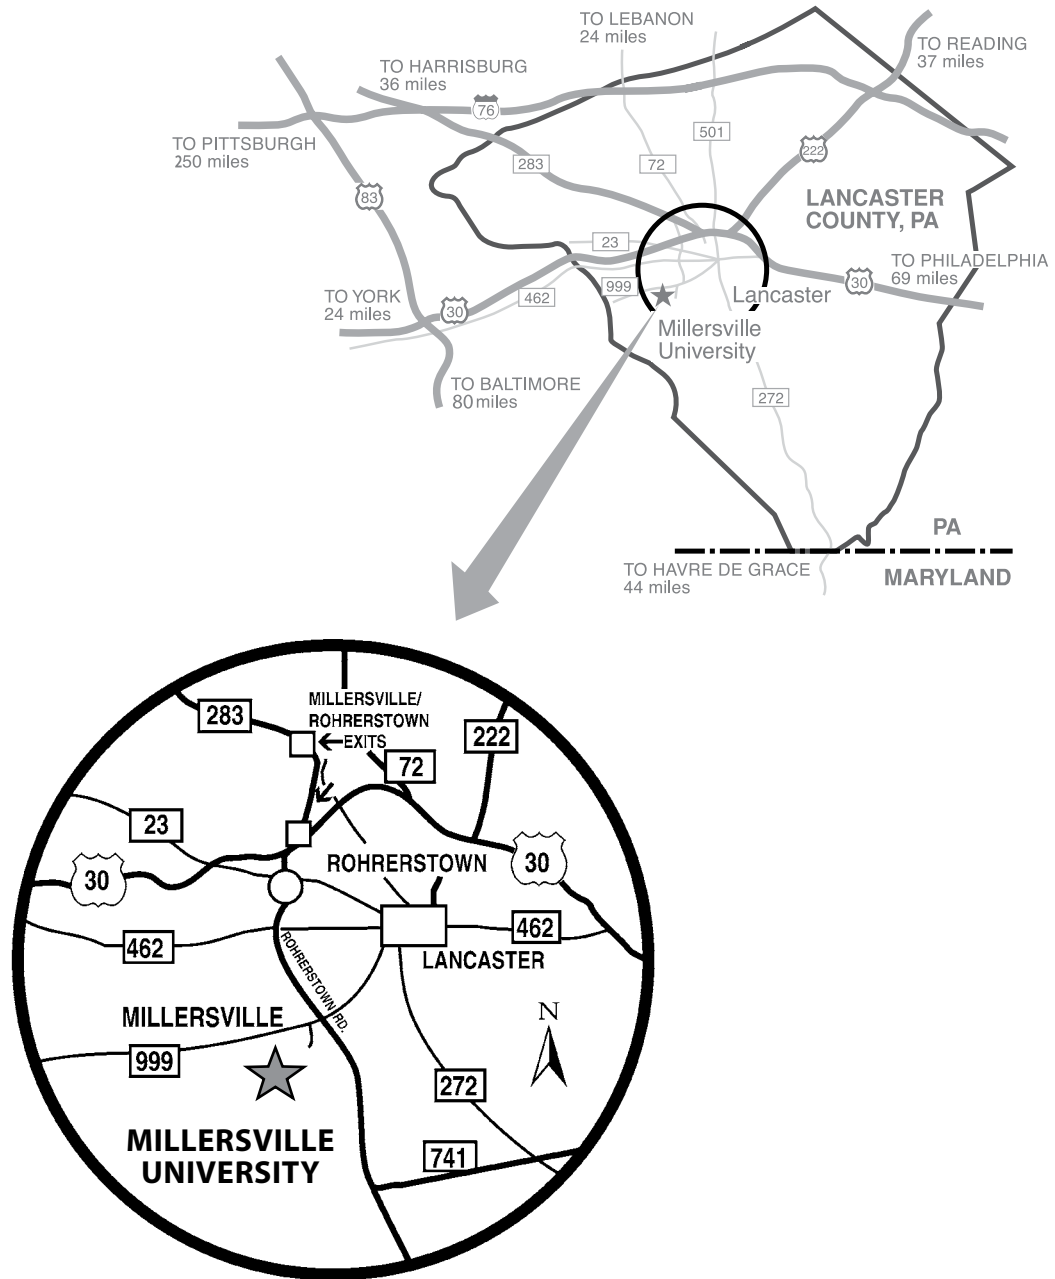 TO LEBANON
24 miles
TO READING
37 miles
TO HARRISBURG
36 miles
76
TO PITTSBURGH
250 miles
501
222
283
72
83
LANCASTER
COUNTY, PA
23
TO PHILADELPHIA
69 miles
30
999
462
Lancaster
TO YORK
24 miles
30
Millersville
University
TO BALTIMORE
80 miles
272
PA
TO HAVRE DE GRACE
44 miles
MARYLAND
MILLERSVILLE/
ROHRERSTOWN
EXITS
283
222
72
23
ROHRERSTOWN
30
30
462
462
LANCASTER
ROHRERSTOWN RD.
MILLERSVILLE
N
999
272
MILLERSVILLE
UNIVERSITY
741